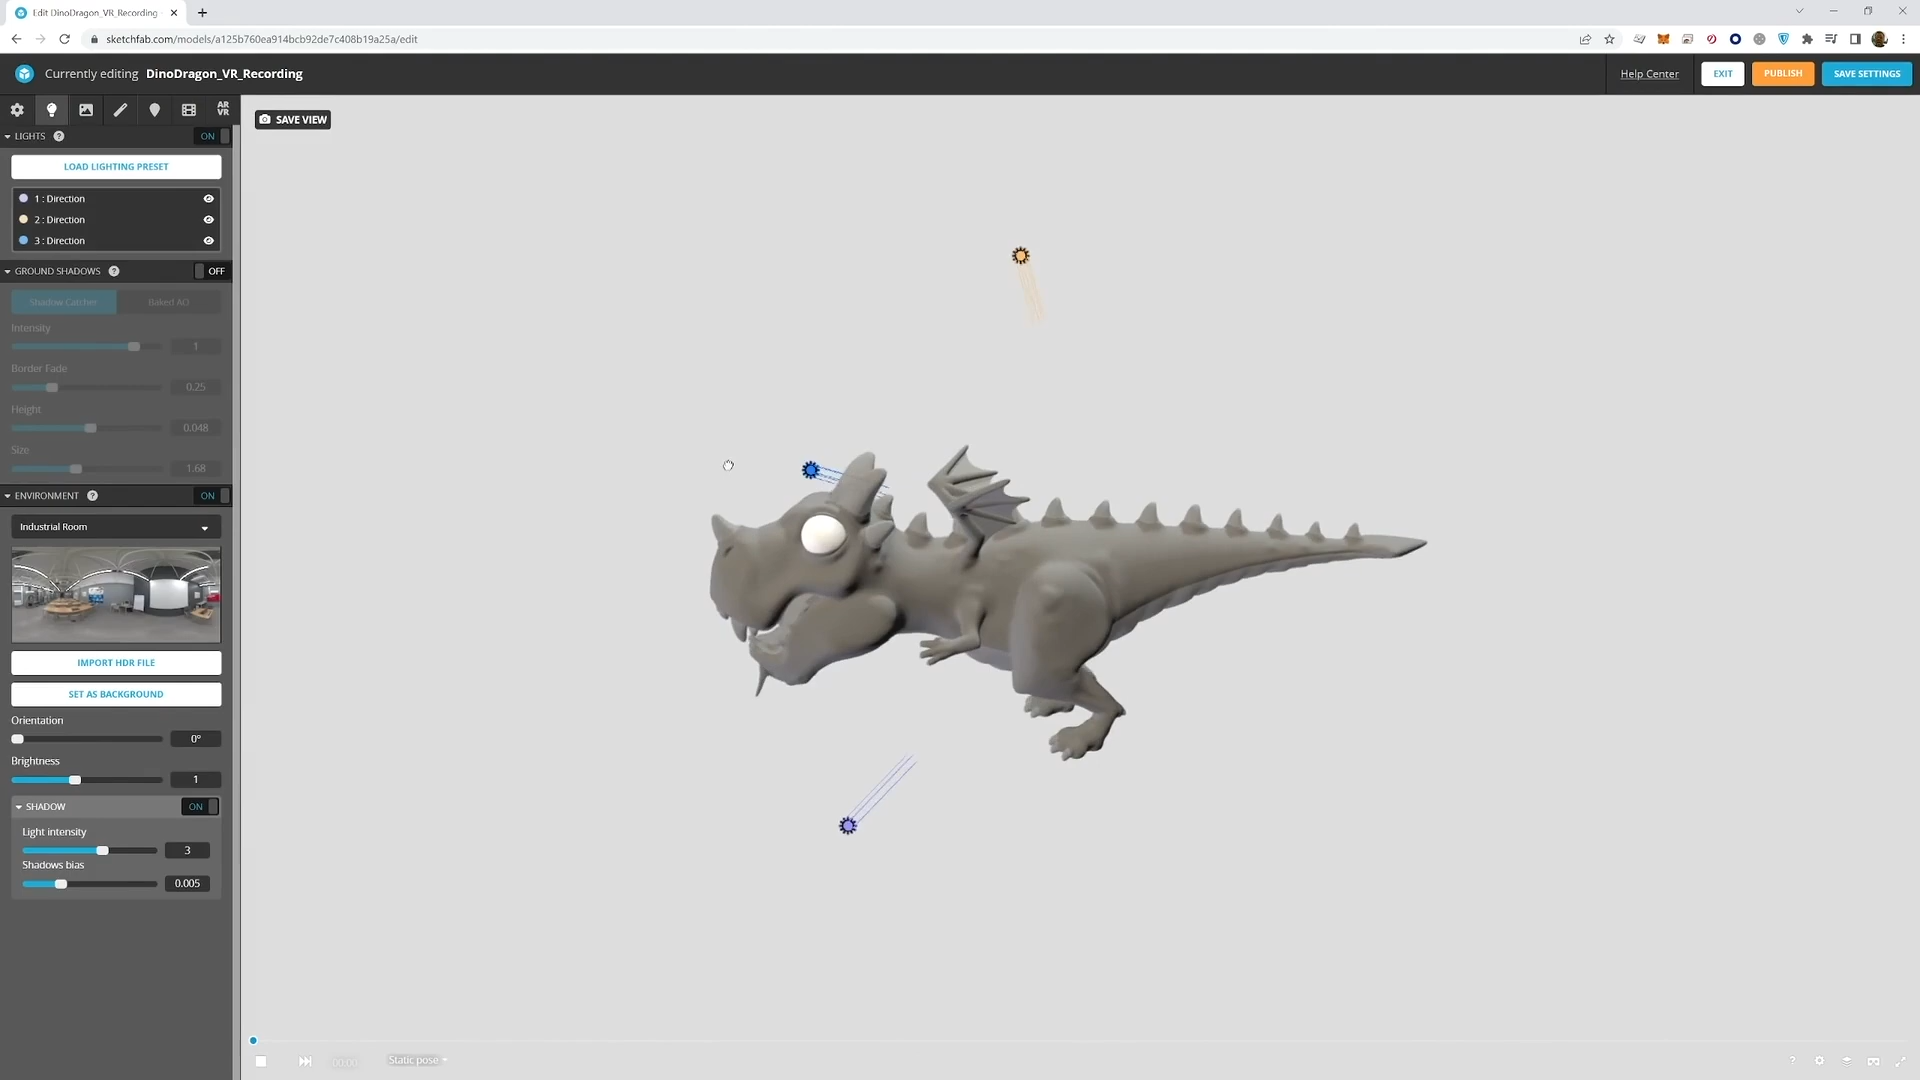 Edit DinoDragon_VR_Recording
sketchfab.com/models/a125b760ea914bcb92de7c408b19a25a/edit
Currently editing DinoDragon_VR_Recording
Help Center
EXIT
PUBLISH
SAVE SETTINGS
AR
VR
SAVE VIEW
LIGHTS ? ON
LOAD LIGHTING PRESET
1 : Direction
2 : Direction
3 : Direction
GROUND SHADOWS ? OFF
Shadow Catcher Baked AO
Intensity
1
Border Fade
0.25
Height
0.048
Size
1.68
ENVIRONMENT ? ON
Industrial Room
IMPORT HDR FILE
SET AS BACKGROUND
Orientation
0°
Brightness
1
SHADOW ON
Light intensity
3
Shadows bias
0.005
00:00 Static pose
?